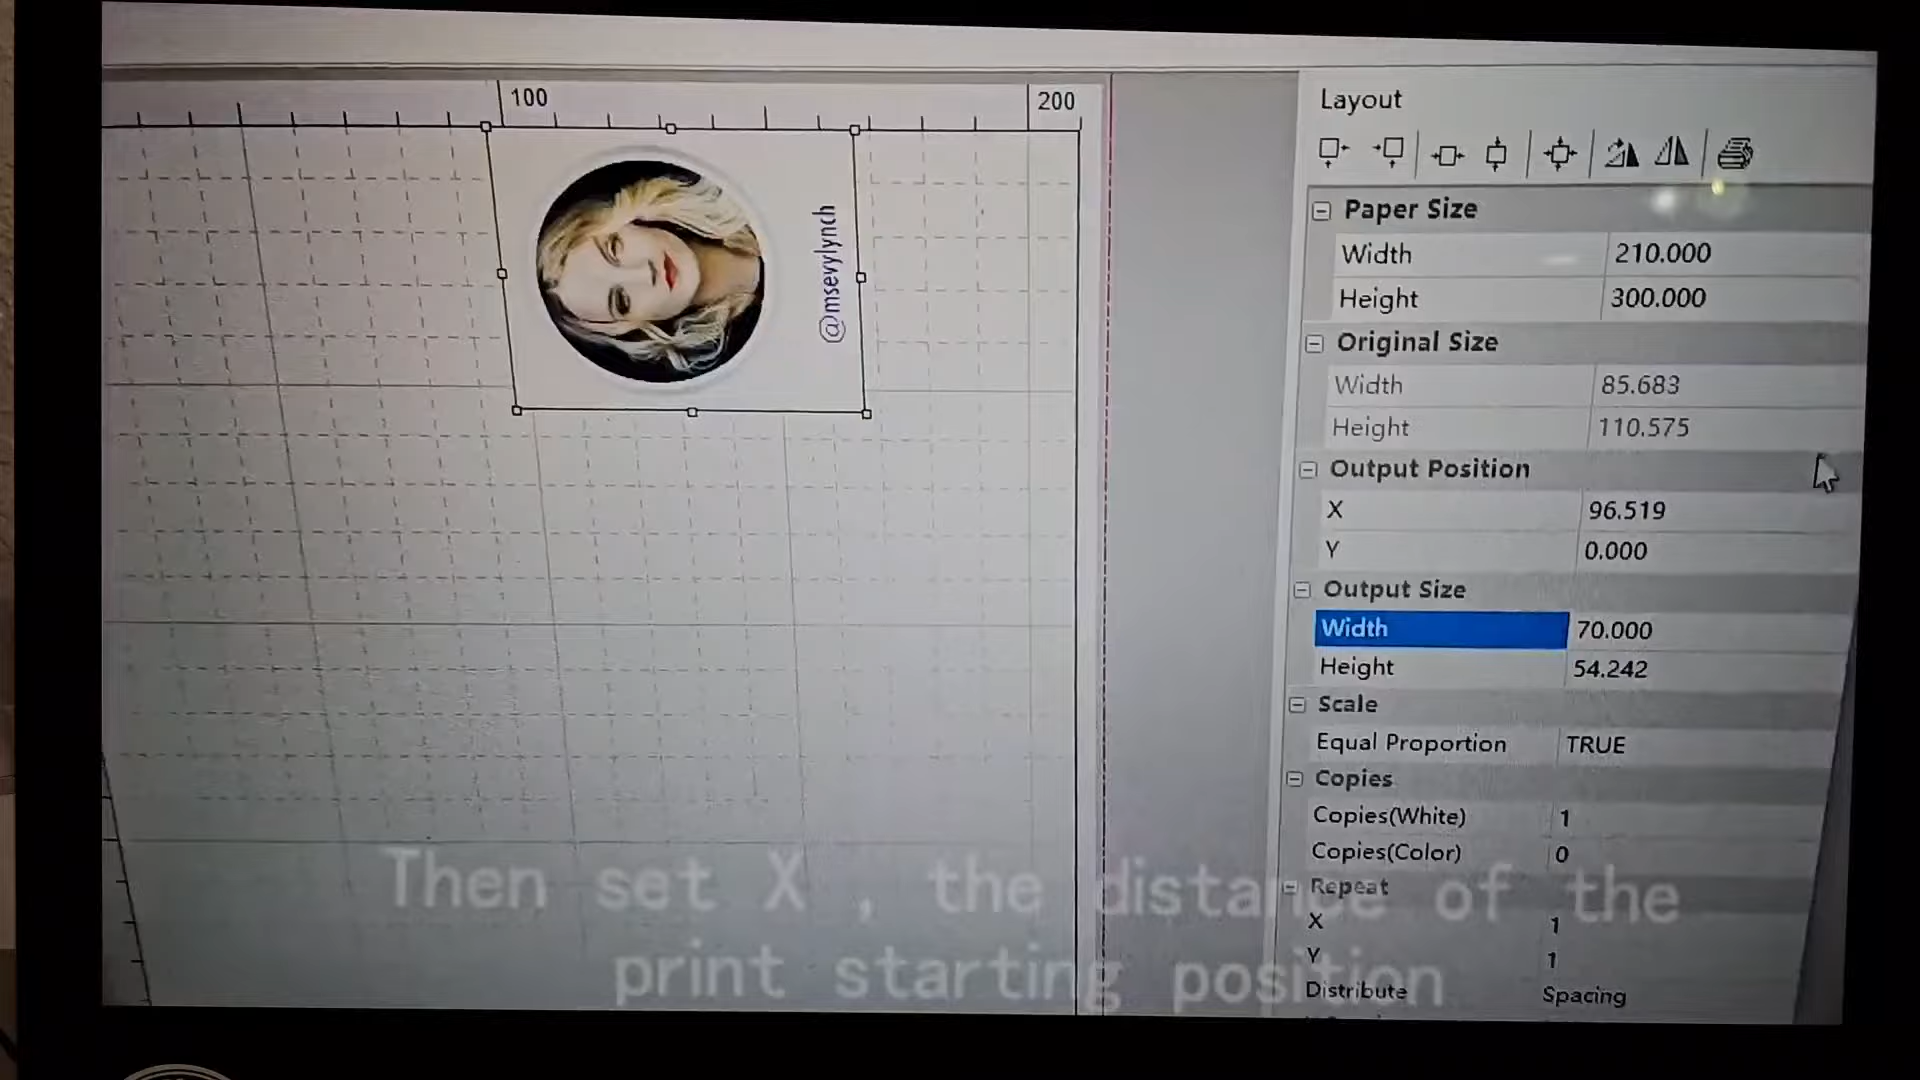 100
200
@msevylynch
Layout
Paper Size
Width 210.000
Height 300.000
Original Size
Width 85.683
Height 110.575
Output Position
X 96.519
Y 0.000
Output Size
Width 70.000
Height 54.242
Scale
Equal Proportion TRUE
Copies
Copies(White) 1
Copies(Color) 0
Repeat
X 1
Y 1
Distribute Spacing
Then set X , the distance of the
print starting position